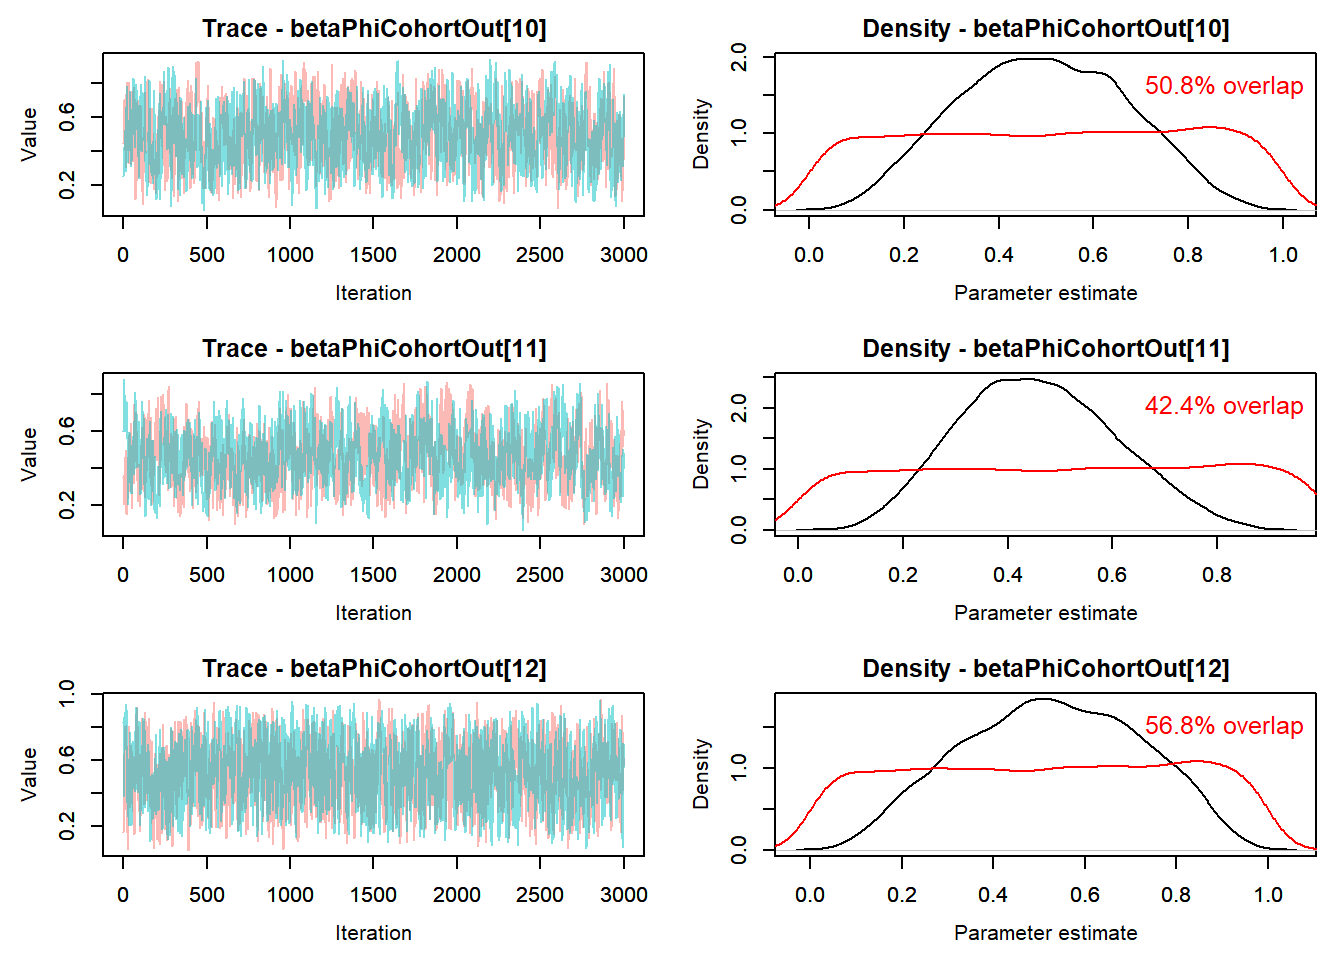 Trace - betaPhiCohortOut[10]
Value
0.2 0.6
0 500 1000 1500 2000 2500 3000
Iteration
Density - betaPhiCohortOut[10]
Density
0.0 1.0 2.0
50.8% overlap
0.0 0.2 0.4 0.6 0.8 1.0
Parameter estimate
Trace - betaPhiCohortOut[11]
Value
0.2 0.6
0 500 1000 1500 2000 2500 3000
Iteration
Density - betaPhiCohortOut[11]
Density
0.0 1.0 2.0
42.4% overlap
0.0 0.2 0.4 0.6 0.8
Parameter estimate
Trace - betaPhiCohortOut[12]
Value
0.2 0.6 1.0
0 500 1000 1500 2000 2500 3000
Iteration
Density - betaPhiCohortOut[12]
Density
0.0 1.0
56.8% overlap
0.0 0.2 0.4 0.6 0.8 1.0
Parameter estimate